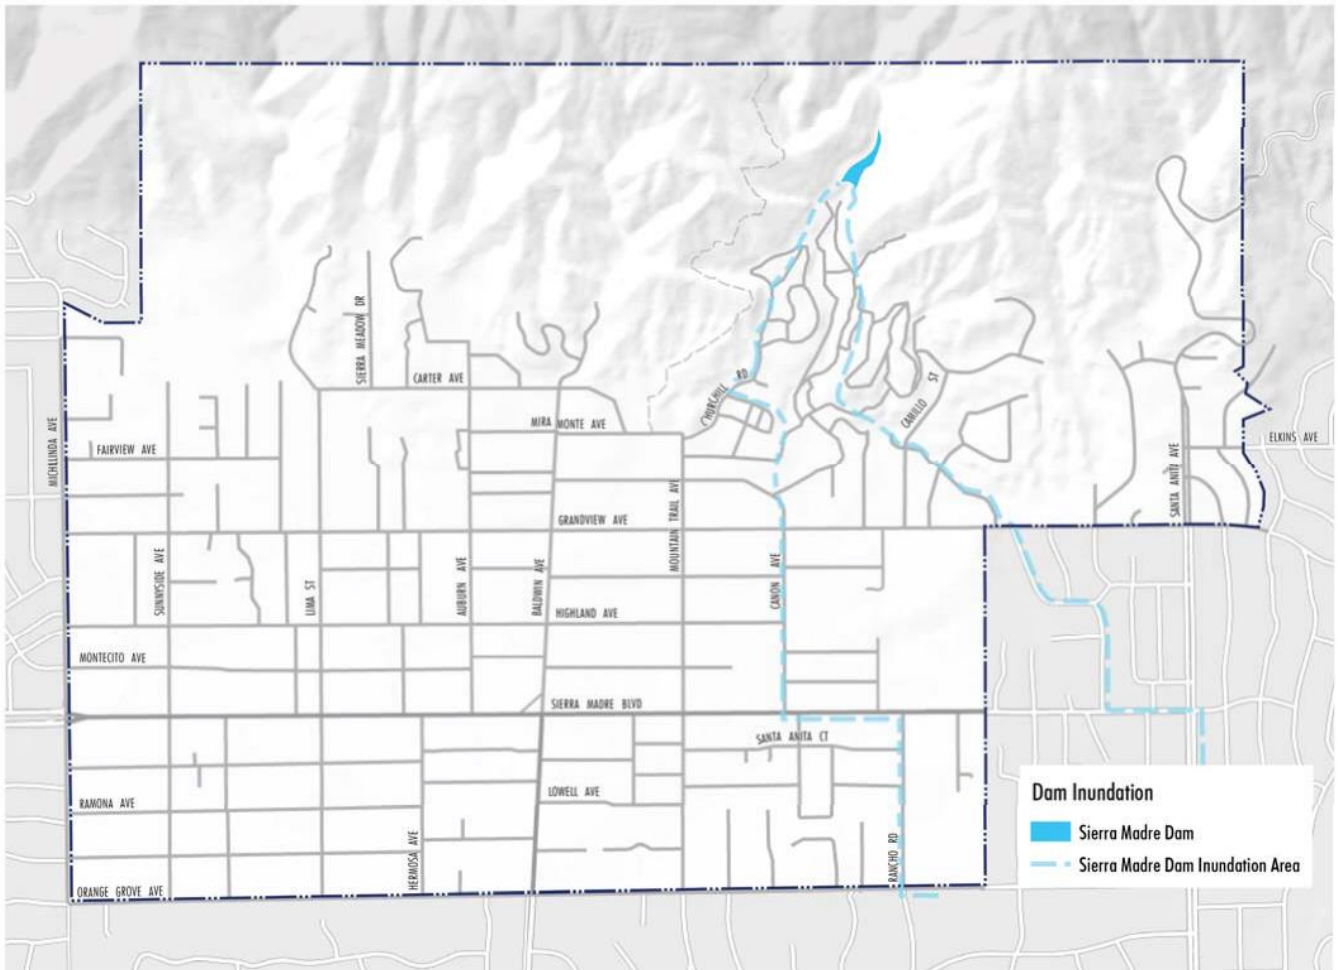 SIERRA MEADOW DR
CARTER AVE
CHURCHILL RD
CAMILLO ST
MIRA MONTE AVE
MICHILLINDA AVE
FAIRVIEW AVE
ELKINS AVE
SANTA ANITA AVE
MOUNTAIN TRAIL AVE
GRANDVIEW AVE
SUNNYSIDE AVE
LIMA ST
AUBURN AVE
BALDWIN AVE
CANON AVE
HIGHLAND AVE
MONTECITO AVE
SIERRA MADRE BLVD
SANTA ANITA CT
LOWELL AVE
RAMONA AVE
HERMOSA AVE
RANCHO RD
ORANGE GROVE AVE
Dam Inundation
Sierra Madre Dam
Sierra Madre Dam Inundation Area